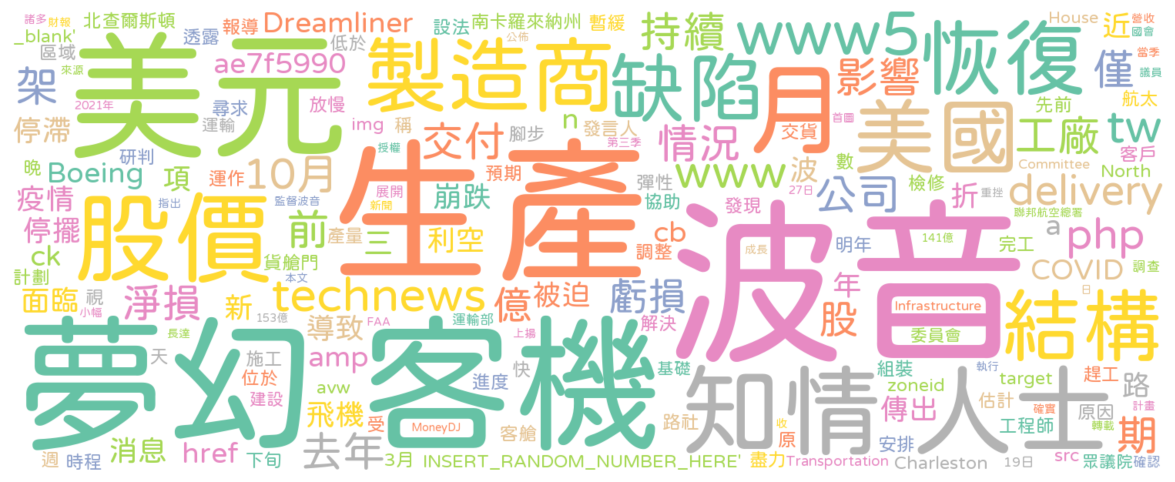 諸多 財報 北查爾斯頓
_blank' 透露 報導 Dreamliner 設法 南卡羅來納州 暫緩 House 近 營收
區域 低於 持續 www5 恢復 國會
架 來源 ae7f5990 製造商 公佈 缺陷 月 影響 僅 當季
美元 尋求 放慢 美國 先前 航太 議員
2021年 運輸 img 稱 腳步 n 發言人 交貨 首圖 tw
停滯 研判 授權 交付 第三季 情況 工廠 客戶
晚 Boeing 項 運作 10月 預期 生產 彈性 www 波 數 檢修 Committee North
疫情 指出 監督波音 展開 崩跌 協助 發現 公司 折 delivery 重挫
股價 新聞 27日 聯邦航空總署
停擺 前 產量 三 利空 調整 cb 成長 明年 141億 完工 a php
ck 貨艙門 波音 COVID 調查
計劃 本文 日
面臨 視 淨損 新 technews 億 被迫 虧損 年 Infrastructure 結構
小幅 153億 導致 FAA 運輸部 上揚 解決 股 委員會
夢幻客機 長達 天 施工 amp 快 基礎 知情人士 組裝 執行 趕工
位於 avw 進度 zoneid target 路
建設 飛機 受 MoneyDJ 客艙 路社 傳出 估計 確實 原因 計畫
週 時程 消息 href 下旬 去年 3月 INSERT_RANDOM_NUMBER_HERE' 盡力 原 收 安排 工程師 轉載 期
Transportation Charleston 19日 src 眾議院 確認